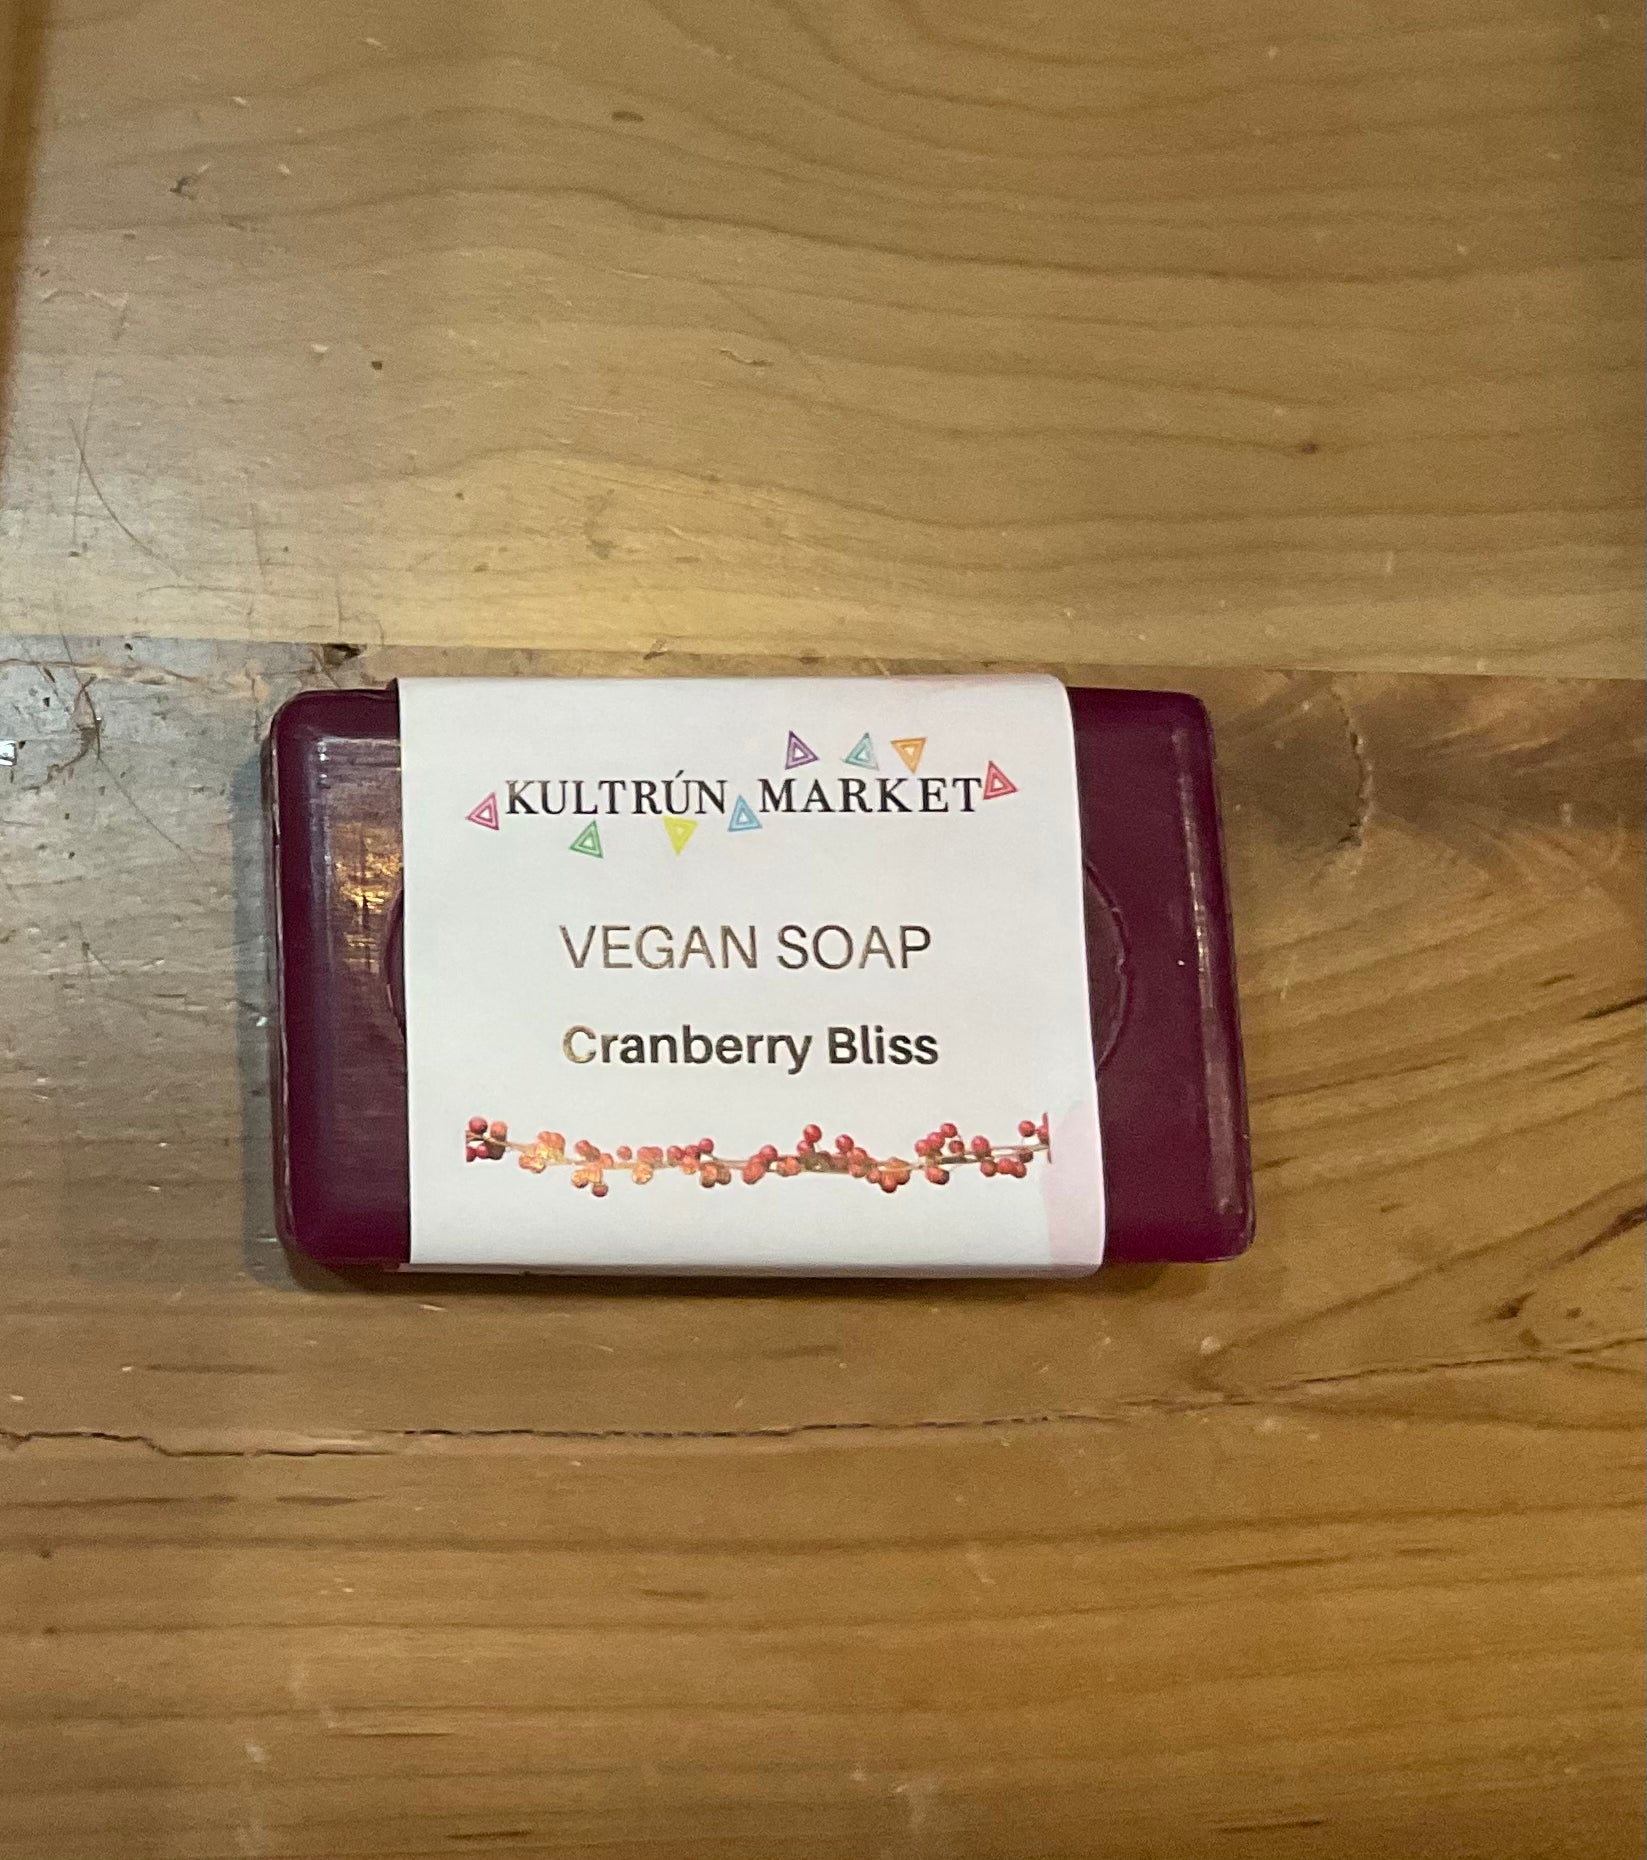 KULTRÚN MARKET
VEGAN SOAP
Cranberry Bliss